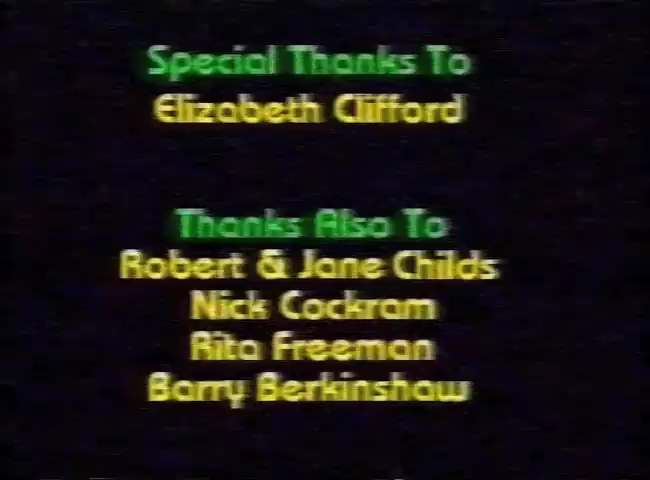 Special Thanks To
Elizabeth Clifford
Thanks Also To
Robert & Jane Childs
Nick Cockram
Rita Freeman
Barry Berkinshaw